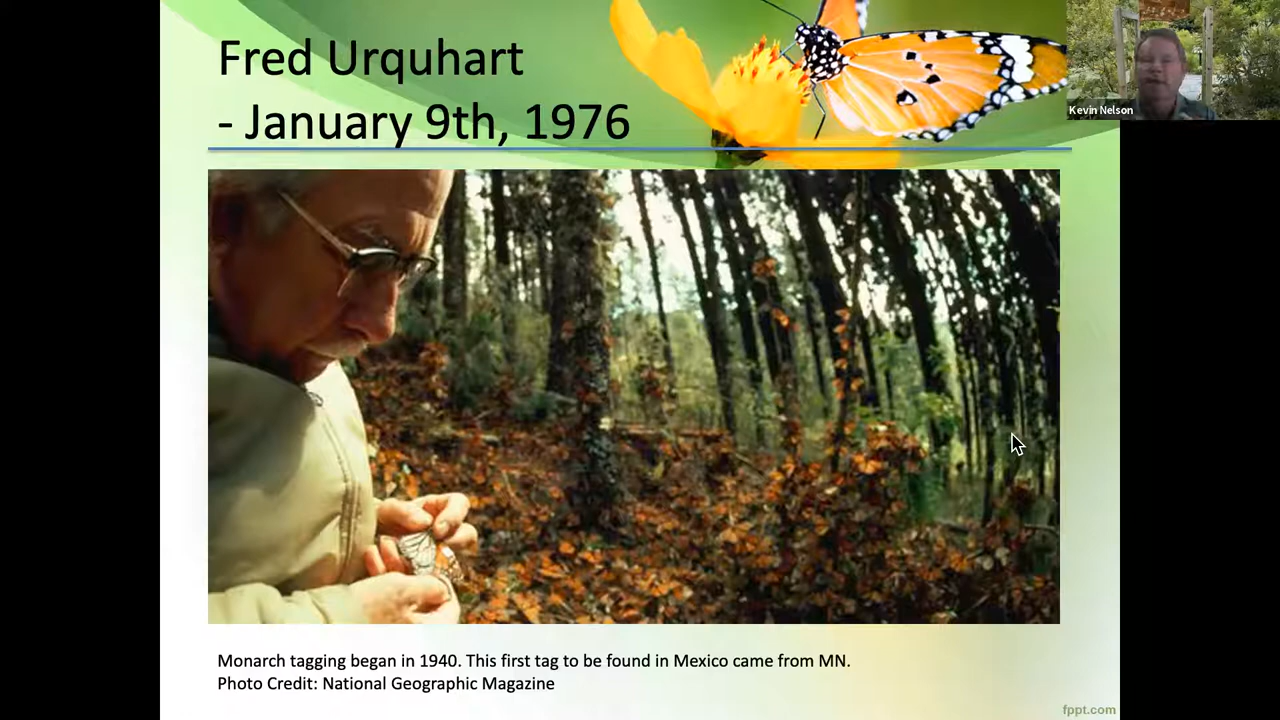 Fred Urquhart
- January 9th, 1976
Kevin Nelson
Monarch tagging began in 1940. This first tag to be found in Mexico came from MN.
Photo Credit: National Geographic Magazine
fppt.com